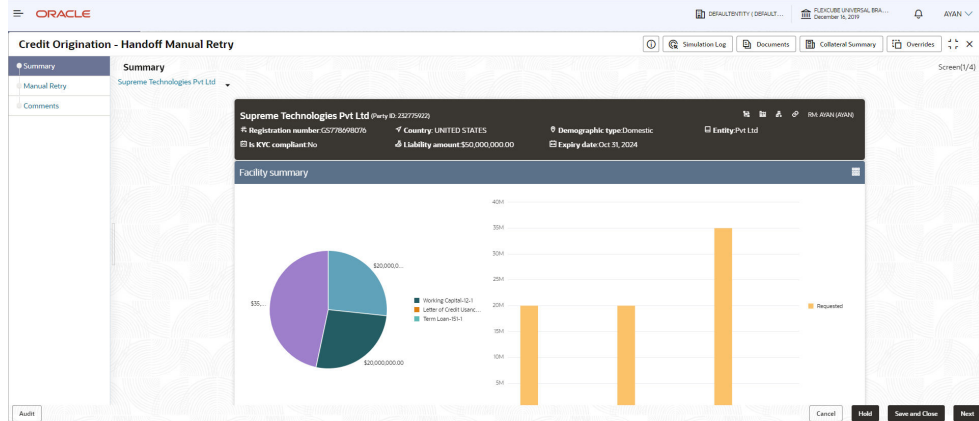 ORACLE
DEFAULTENTITY ( DEFAULT...
FLEXCUBE UNIVERSAL BRA...
December 16, 2019
AYAN
Credit Origination - Handoff Manual Retry
Simulation Log
Documents
Collateral Summary
Overrides
Summary
Manual Retry
Comments
Summary
Screen(1/4)
Supreme Technologies Pvt Ltd
Supreme Technologies Pvt Ltd (Party ID: 232775922)
RM: AYAN (AYAN)
Registration number:GS778698076
Country: UNITED STATES
Demographic type:Domestic
Entity:Pvt Ltd
Is KYC compliant:No
Liability amount:$50,000,000.00
Expiry date:Oct 31, 2024
Facility summary
$20,000,0...
$35,...
$20,000,000.00
Working Capital-12-1
Letter of Credit Usanc...
Term Loan-151-1
40M
35M
30M
25M
20M
15M
10M
5M
Requested
Audit
Cancel
Hold
Save and Close
Next